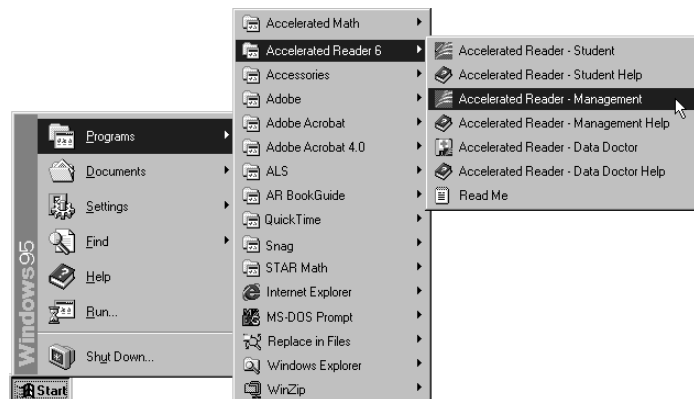 Windows95
Programs
Documents
Settings
Find
Help
Run...
Shut Down...
Start
Accelerated Math
Accelerated Reader 6
Accessories
Adobe
Adobe Acrobat
Adobe Acrobat 4.0
ALS
AR BookGuide
QuickTime
Snag
STAR Math
Internet Explorer
MS-DOS Prompt
Replace in Files
Windows Explorer
WinZip
Accelerated Reader - Student
Accelerated Reader - Student Help
Accelerated Reader - Management
Accelerated Reader - Management Help
Accelerated Reader - Data Doctor
Accelerated Reader - Data Doctor Help
Read Me